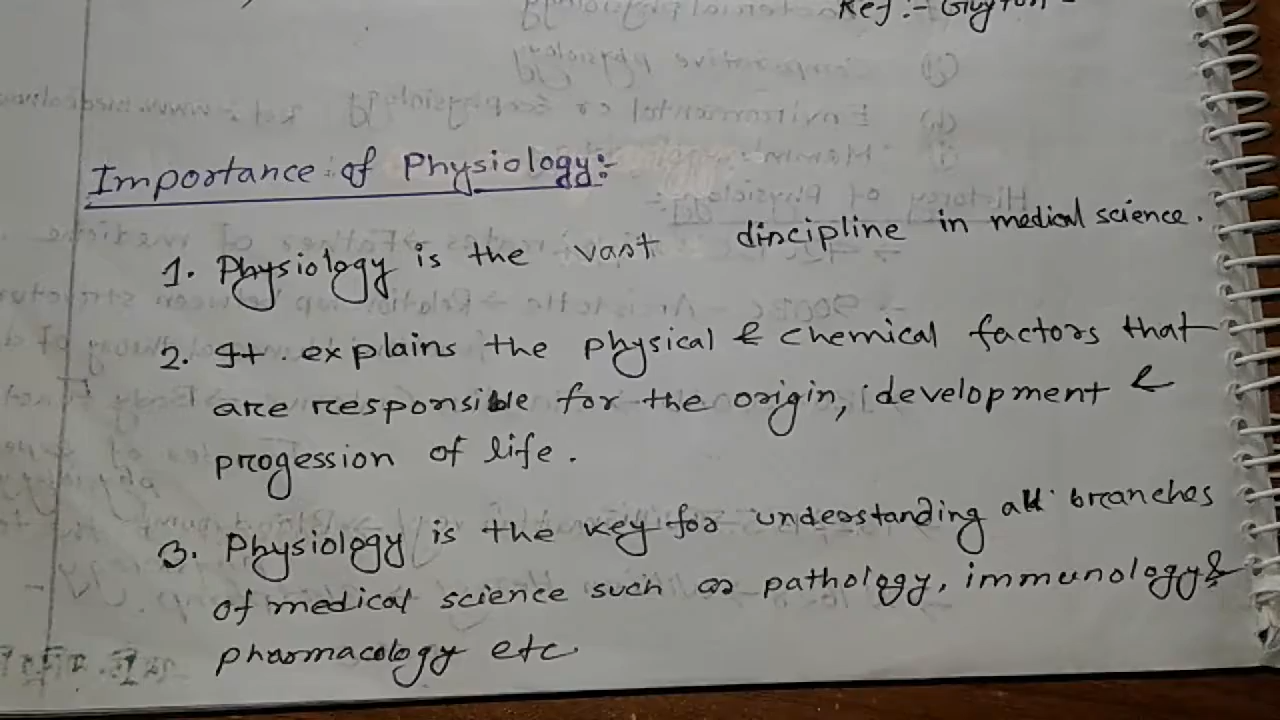 Ref :- Guyton -
Importance of Physiology:-
1. Physiology is the vast discipline in medical science.
2. It explains the physical & chemical factors that
are responsible for the origin, development &
progession of life.
3. Physiology is the key for understanding all branches
of medical science such as pathology, immunology &
pharmacology etc